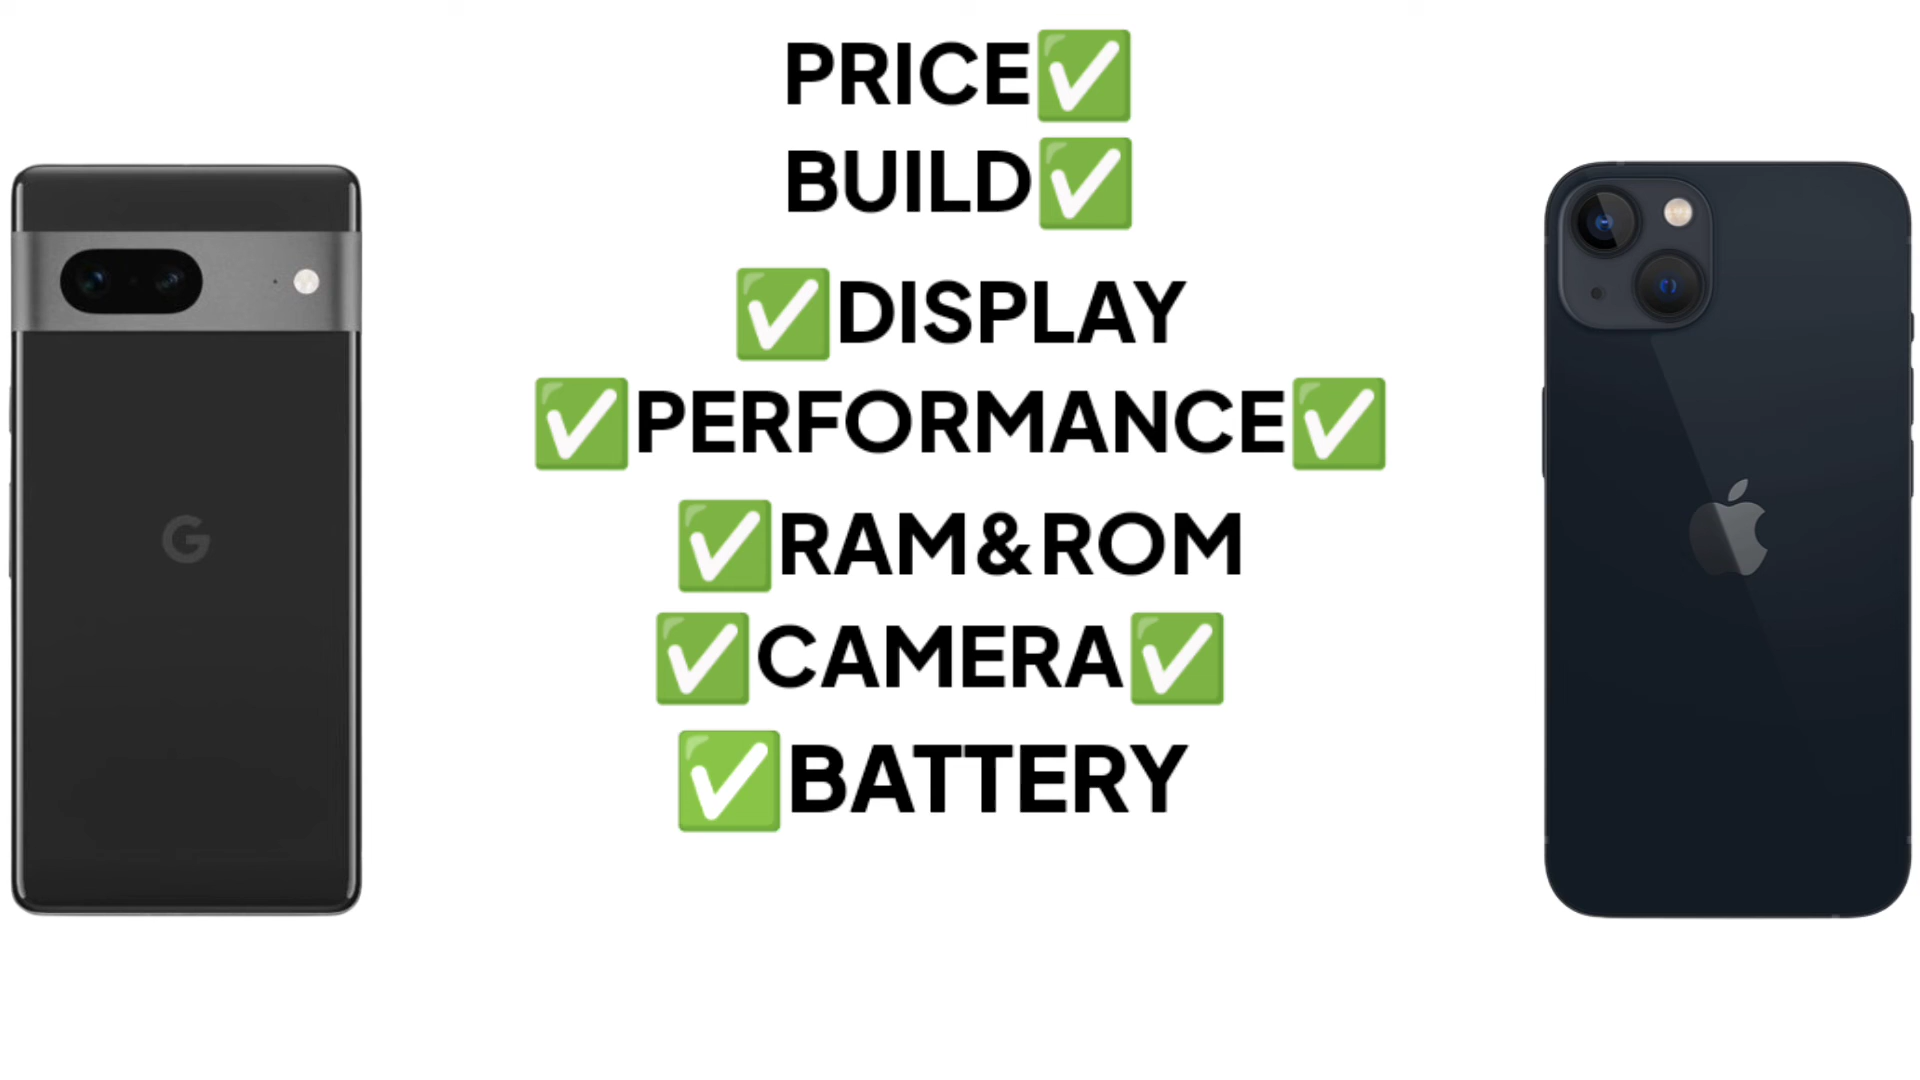 PRICE✅
BUILD✅
✅DISPLAY
✅PERFORMANCE✅
✅RAM&ROM
✅CAMERA✅
✅BATTERY
G